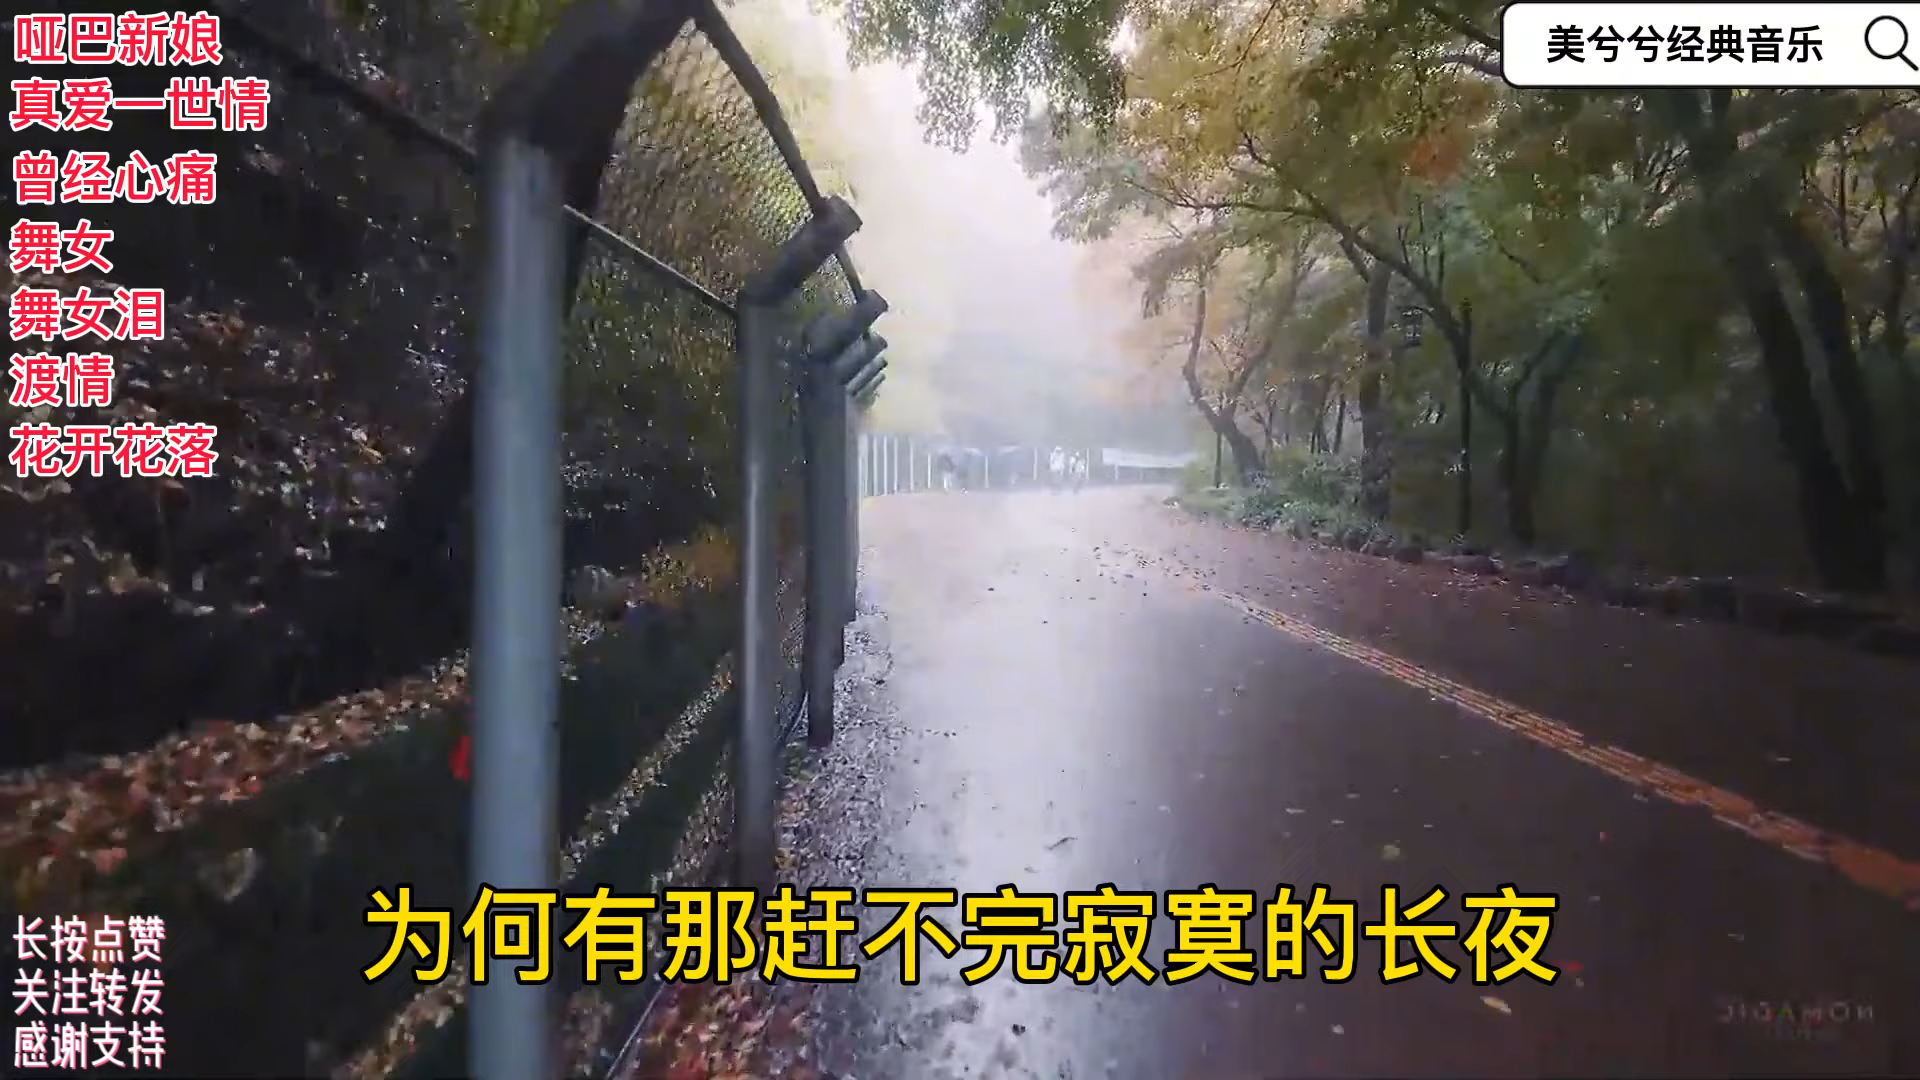 哑巴新娘
真爱一世情
曾经心痛
舞女
舞女泪
渡情
花开花落
美兮兮经典音乐
为何有那赶不完寂寞的长夜
长按点赞
关注转发
感谢支持